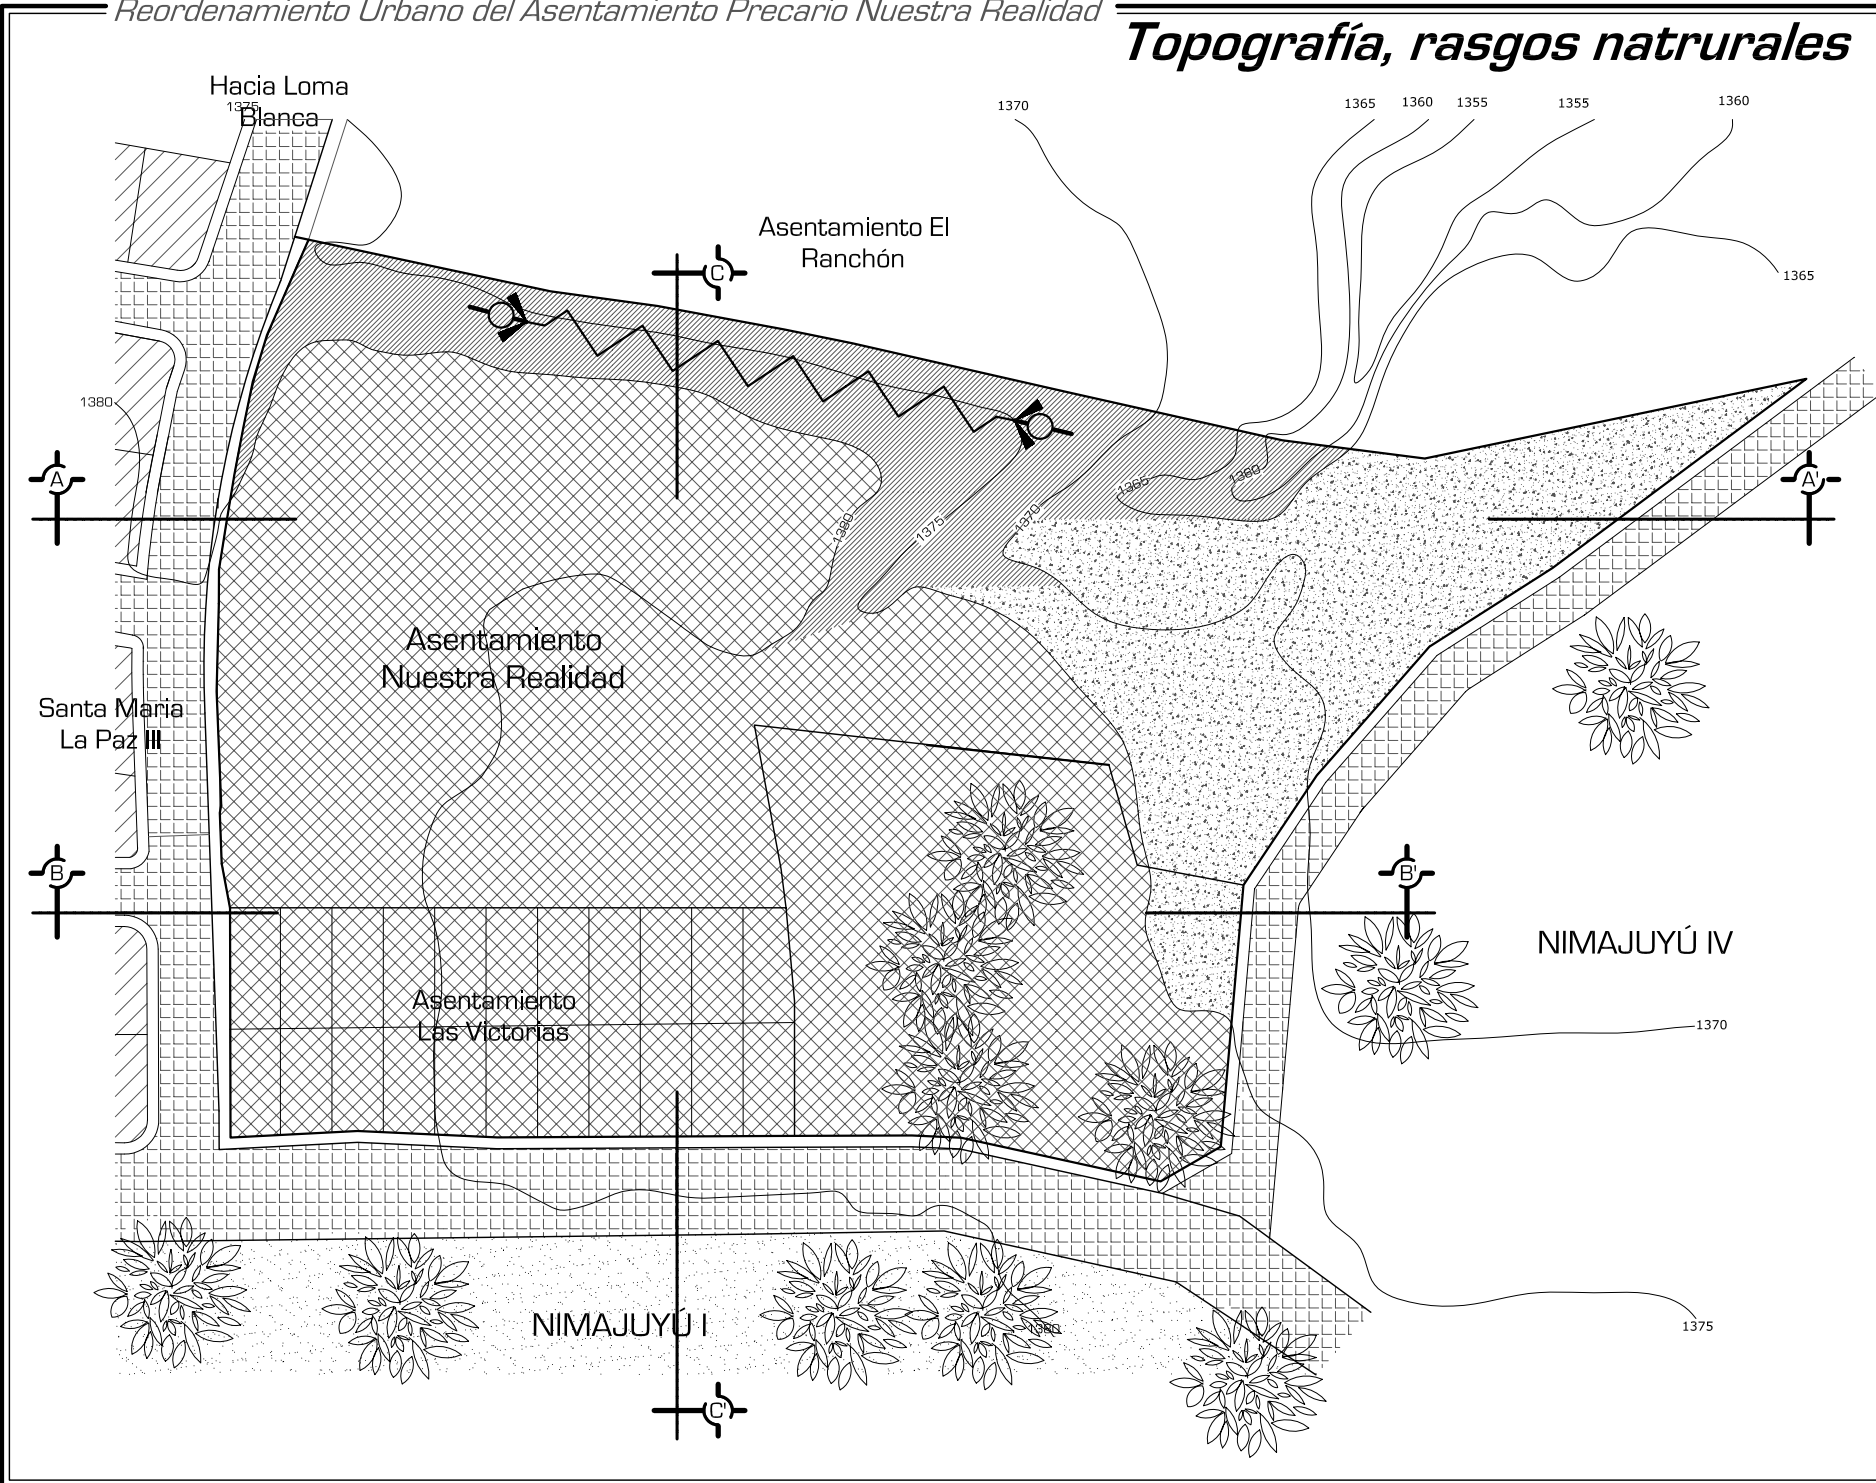 Reordenamiento Urbano del Asentamiento Precario Nuestra Realidad
Topografía, rasgos natrurales
Hacia Loma
Blanca
1375
1370
1365
1360
1355
1355
1360
Asentamiento El
Ranchón
C
1365
1380
A
A'
1365
1360
1380
1375
1370
Asentamiento
Nuestra Realidad
Santa Maria
La Paz III
B
B'
NIMAJUYÚ IV
Asentamiento
Las Victorias
1370
NIMAJUYÚ I
1380
1375
C'